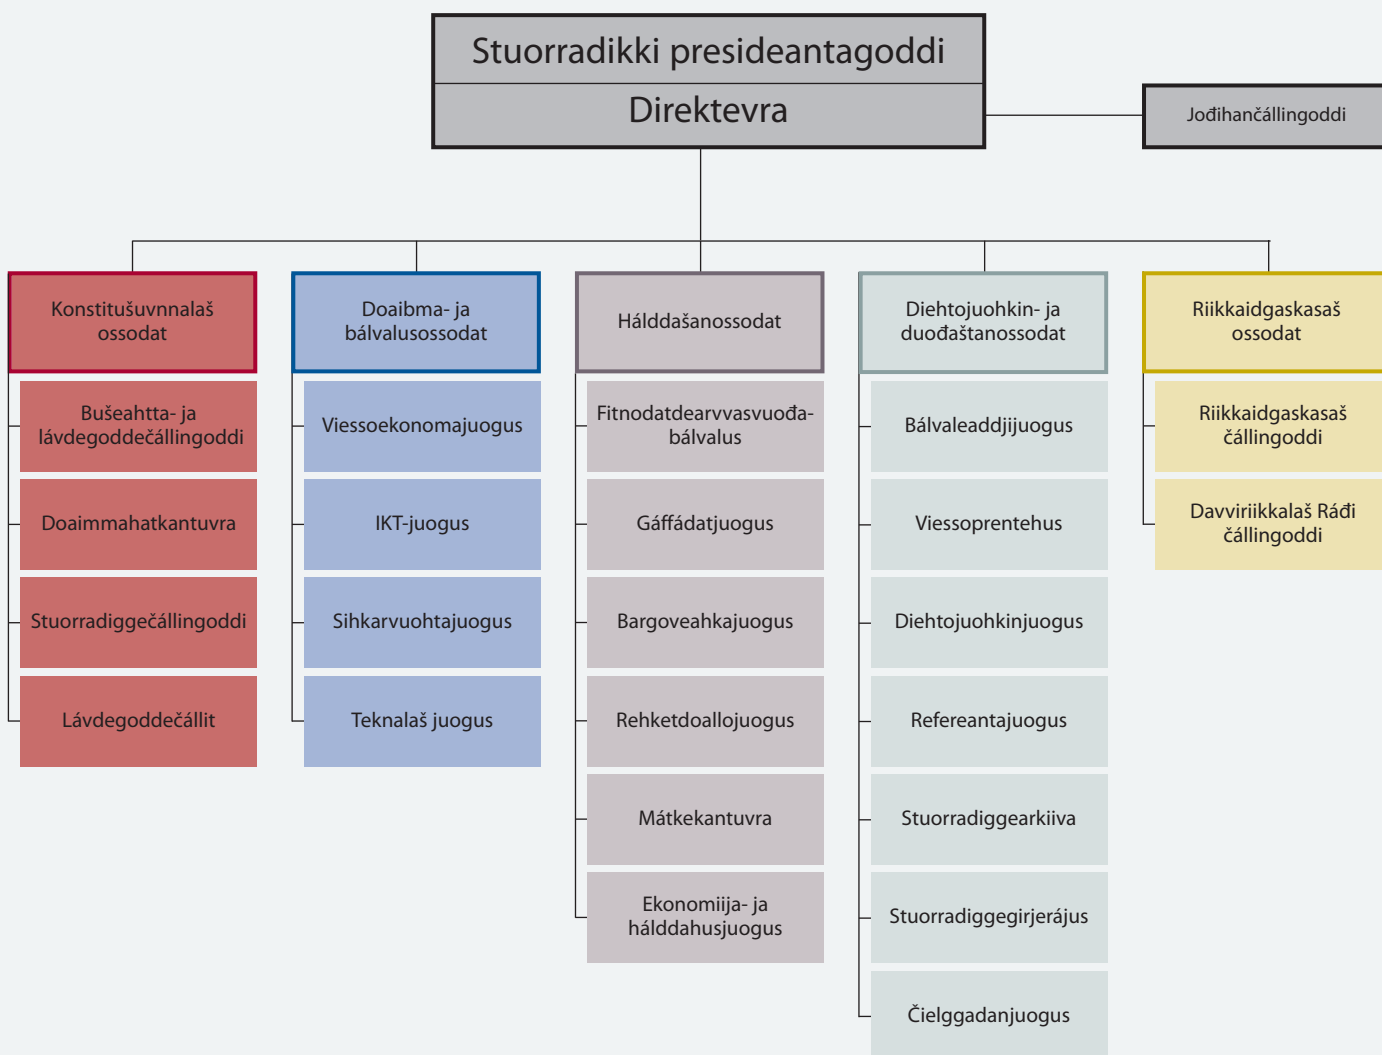 Stuorradikki presideantagoddi
Direktevra
Jođihančállingoddi
Konstitušuvnnalaš
ossodat
Bušeahtta- ja
lávdegoddečállingoddi
Doaimmahatkantuvra
Stuorradiggečállingoddi
Lávdegoddečállit
Doaibma- ja
bálvalusossodat
Viessoekonomajuogus
IKT-juogus
Sihkarvuohtajuogus
Teknalaš juogus
Hálddašanossodat
Fitnodatdearvvasvuođa-
bálvalus
Gáffádatjuogus
Bargoveahkajuogus
Rehketdoallojuogus
Mátkekantuvra
Ekonomiija- ja
hálddahusjuogus
Diehtojuohkin- ja
duođaštanossodat
Bálvaleaddjijuogus
Viessoprentehus
Diehtojuohkinjuogus
Refereantajuogus
Stuorradiggearkiiva
Stuorradiggegirjerájus
Čielggadanjuogus
Riikkaidgaskasaš
ossodat
Riikkaidgaskasaš
čállingoddi
Davviriikkalaš Ráđi
čállingoddi